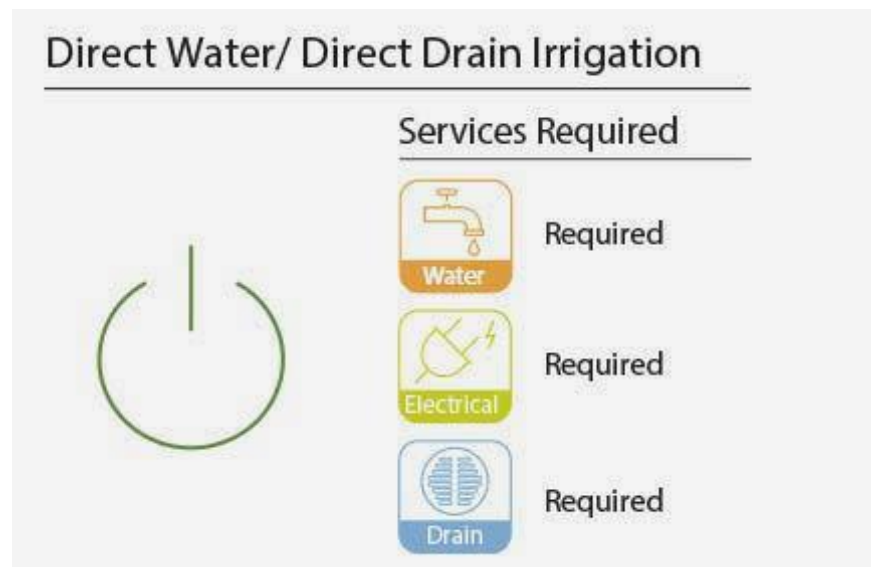 Direct Water/ Direct Drain Irrigation
Services Required
Water
Required
Electrical
Required
Drain
Required